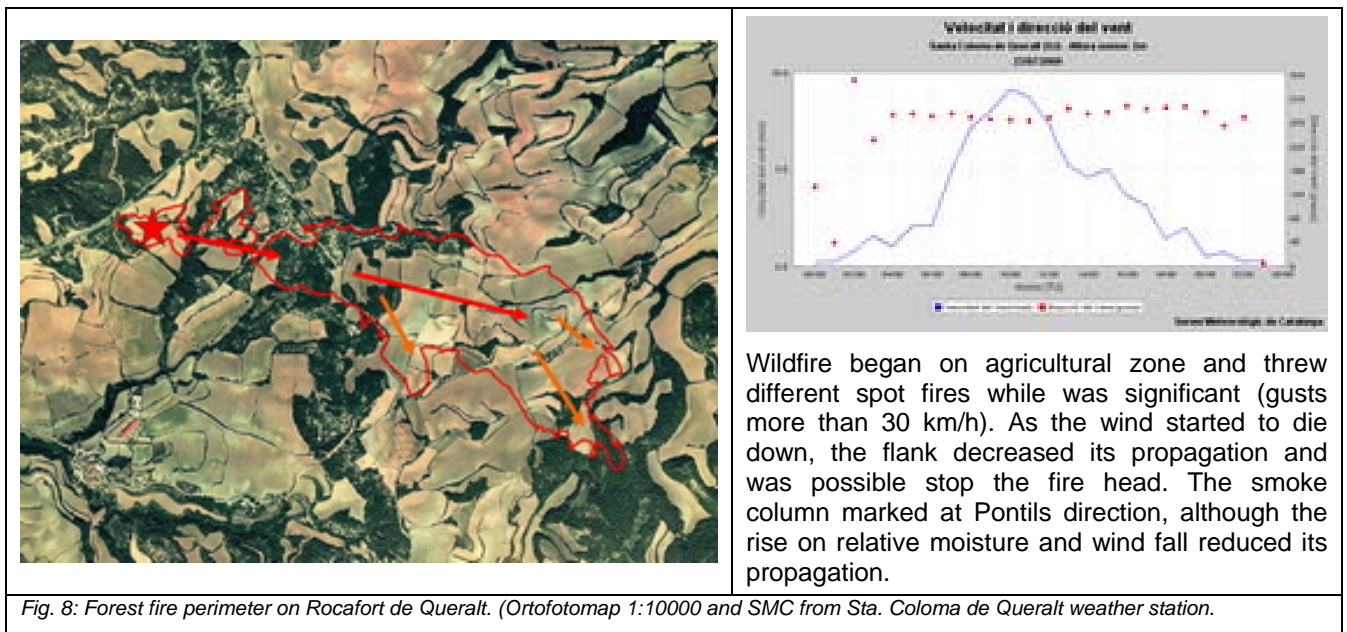 Velocitat i direcció del vent
Santa Coloma de Queralt
Servei Meteorològic de Catalunya
Wildfire began on agricultural zone and threw
different spot fires while was significant (gusts
more than 30 km/h). As the wind started to die
down, the flank decreased its propagation and
was possible stop the fire head. The smoke
column marked at Pontils direction, although the
rise on relative moisture and wind fall reduced its
propagation.
Fig. 8: Forest fire perimeter on Rocafort de Queralt. (Ortofotomap 1:10000 and SMC from Sta. Coloma de Queralt weather station.